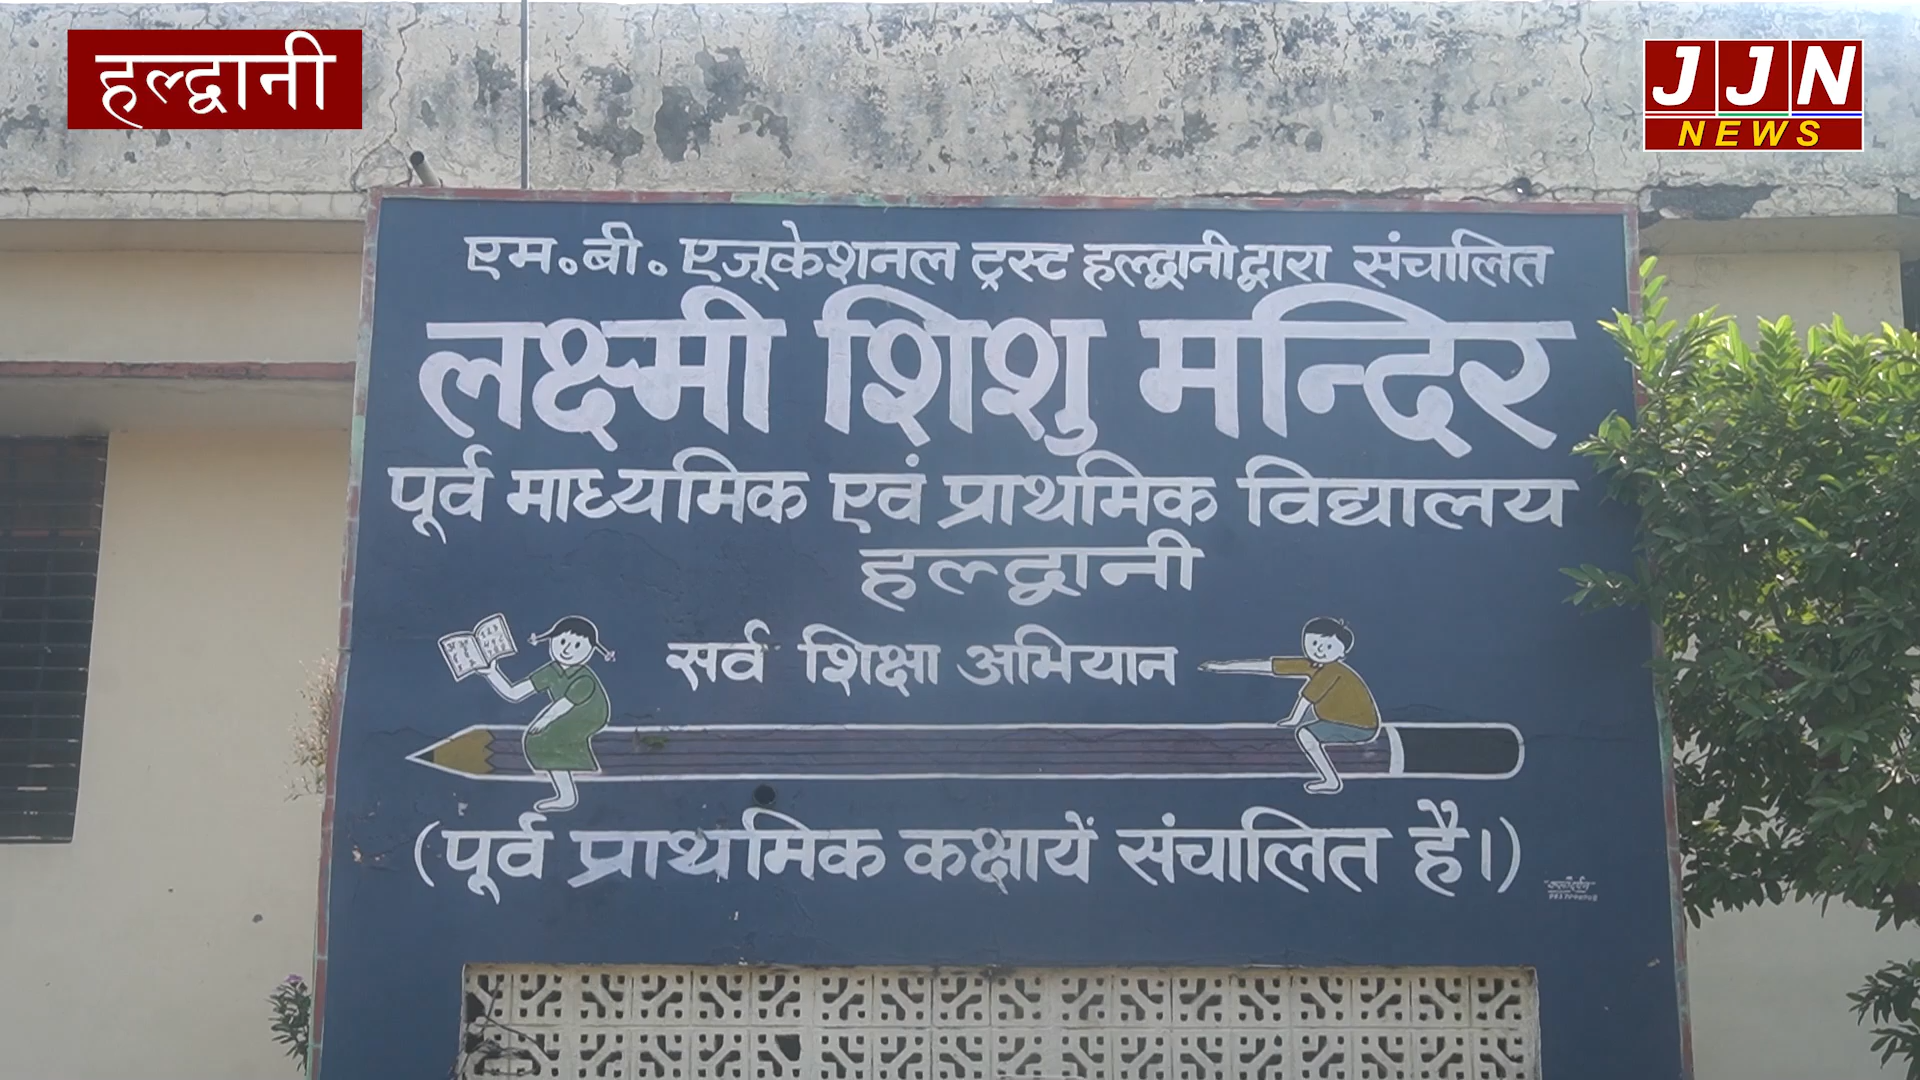 हल्द्वानी
JJN
NEWS
एम॰बी॰ एजूकेशनल ट्रस्ट हल्द्वानी द्वारा संचालित
लक्ष्मी शिशु मन्दिर
पूर्व माध्यमिक एवं प्राथमिक विद्यालय
हल्द्वानी
सर्व शिक्षा अभियान
(पूर्व प्राथमिक कक्षायें संचालित है।)